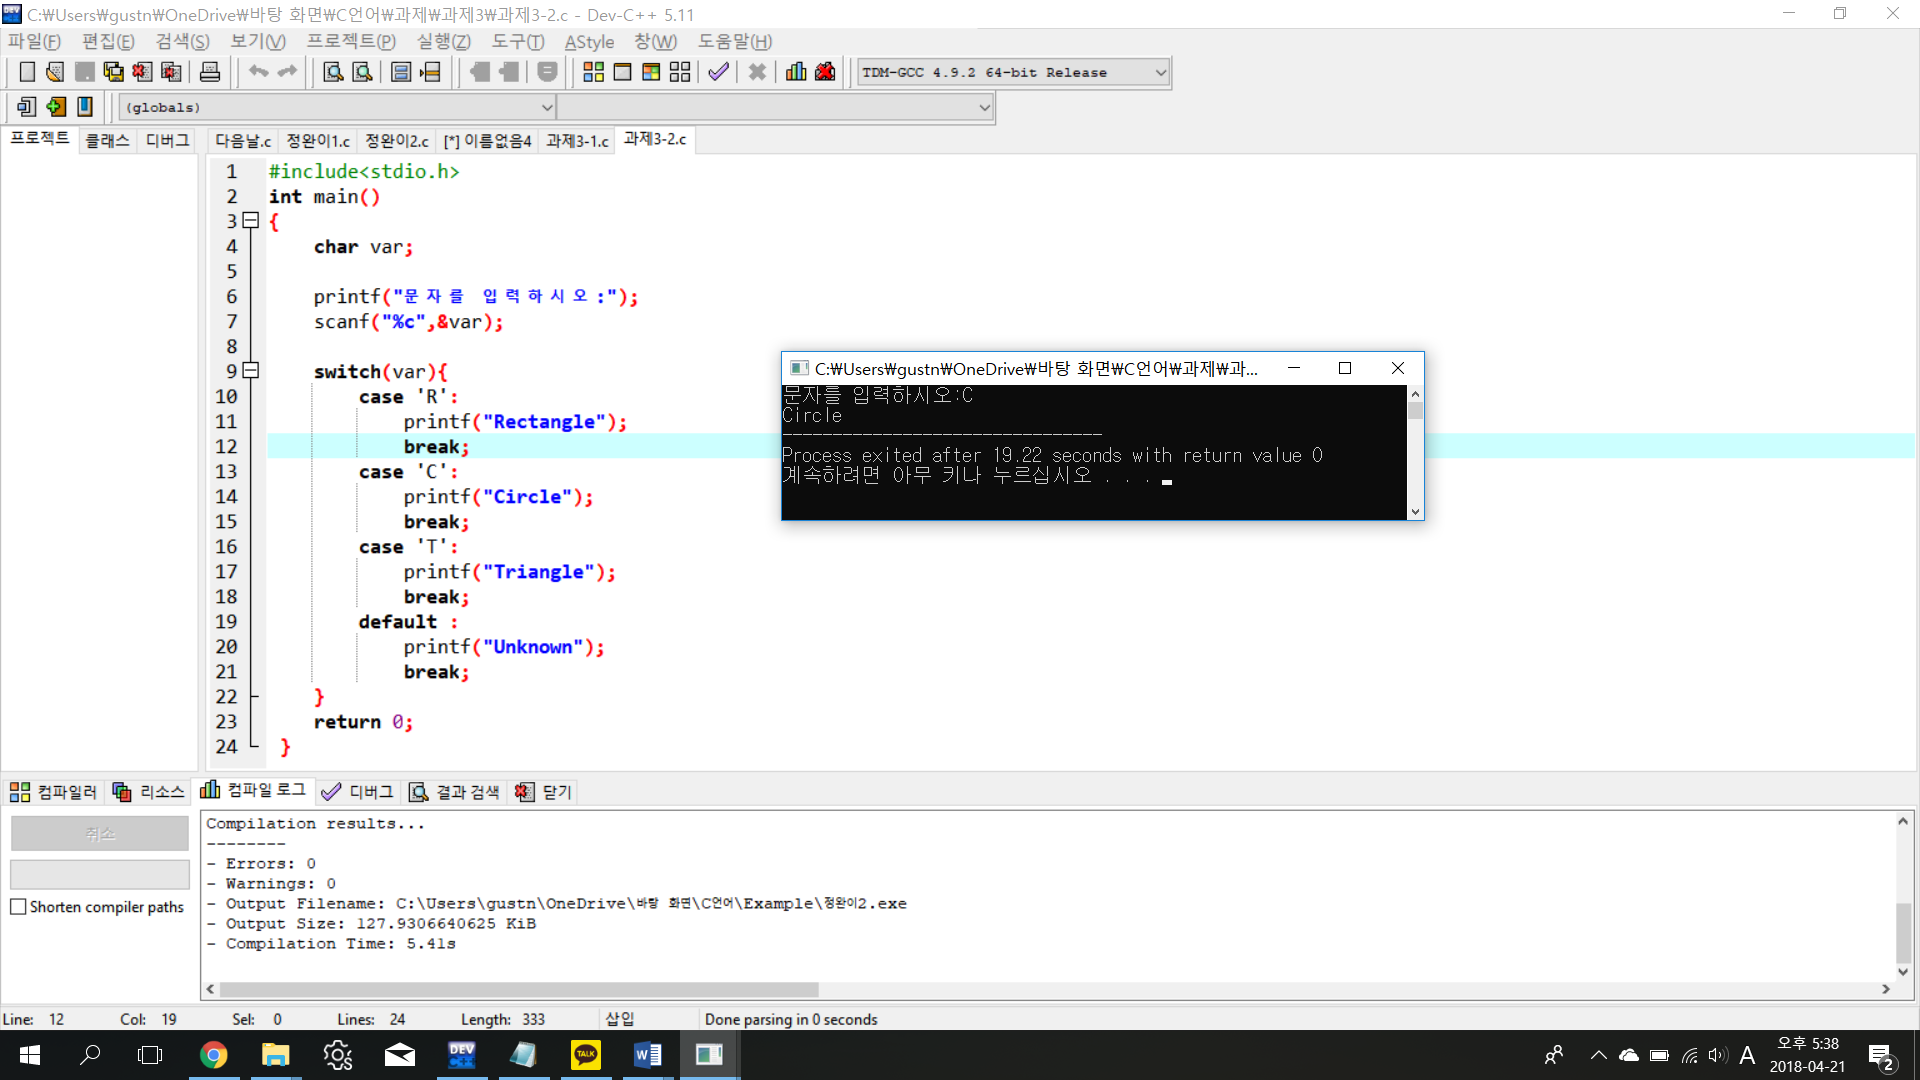 C:₩Users₩gustn₩OneDrive₩바탕 화면₩C언어₩과제₩과제3₩과제3-2.c - Dev-C++ 5.11
파일(F) 편집(E) 검색(S) 보기(V) 프로젝트(P) 실행(Z) 도구(T) AStyle 창(W) 도움말(H)
TDM-GCC 4.9.2 64-bit Release
(globals)
프로젝트 클래스 디버그
다음날.c 정완이1.c 정완이2.c [*] 이름없음4 과제3-1.c 과제3-2.c
1 #include<stdio.h>
2 int main()
3 {
4 char var;
5
6 printf("문자를 입력하시오:");
7 scanf("%c",&var);
8
9 switch(var){
10 case 'R':
11 printf("Rectangle");
12 break;
13 case 'C':
14 printf("Circle");
15 break;
16 case 'T':
17 printf("Triangle");
18 break;
19 default :
20 printf("Unknown");
21 break;
22 }
23 return 0;
24 }
C:₩Users₩gustn₩OneDrive₩바탕 화면₩C언어₩과제₩과...
문자를 입력하시오:C
Circle
--------------------------------
Process exited after 19.22 seconds with return value 0
계속하려면 아무 키나 누르십시오 . . .
컴파일러 리소스 컴파일 로그 디버그 결과 검색 닫기
취소
Shorten compiler paths
Compilation results...
--------
- Errors: 0
- Warnings: 0
- Output Filename: C:\Users\gustn\OneDrive\바탕 화면\C언어\Example\정완이2.exe
- Output Size: 127.9306640625 KiB
- Compilation Time: 5.41s
Line: 12 Col: 19 Sel: 0 Lines: 24 Length: 333 삽입 Done parsing in 0 seconds
DEV C++
TALK
W
A
오후 5:38
2018-04-21
2